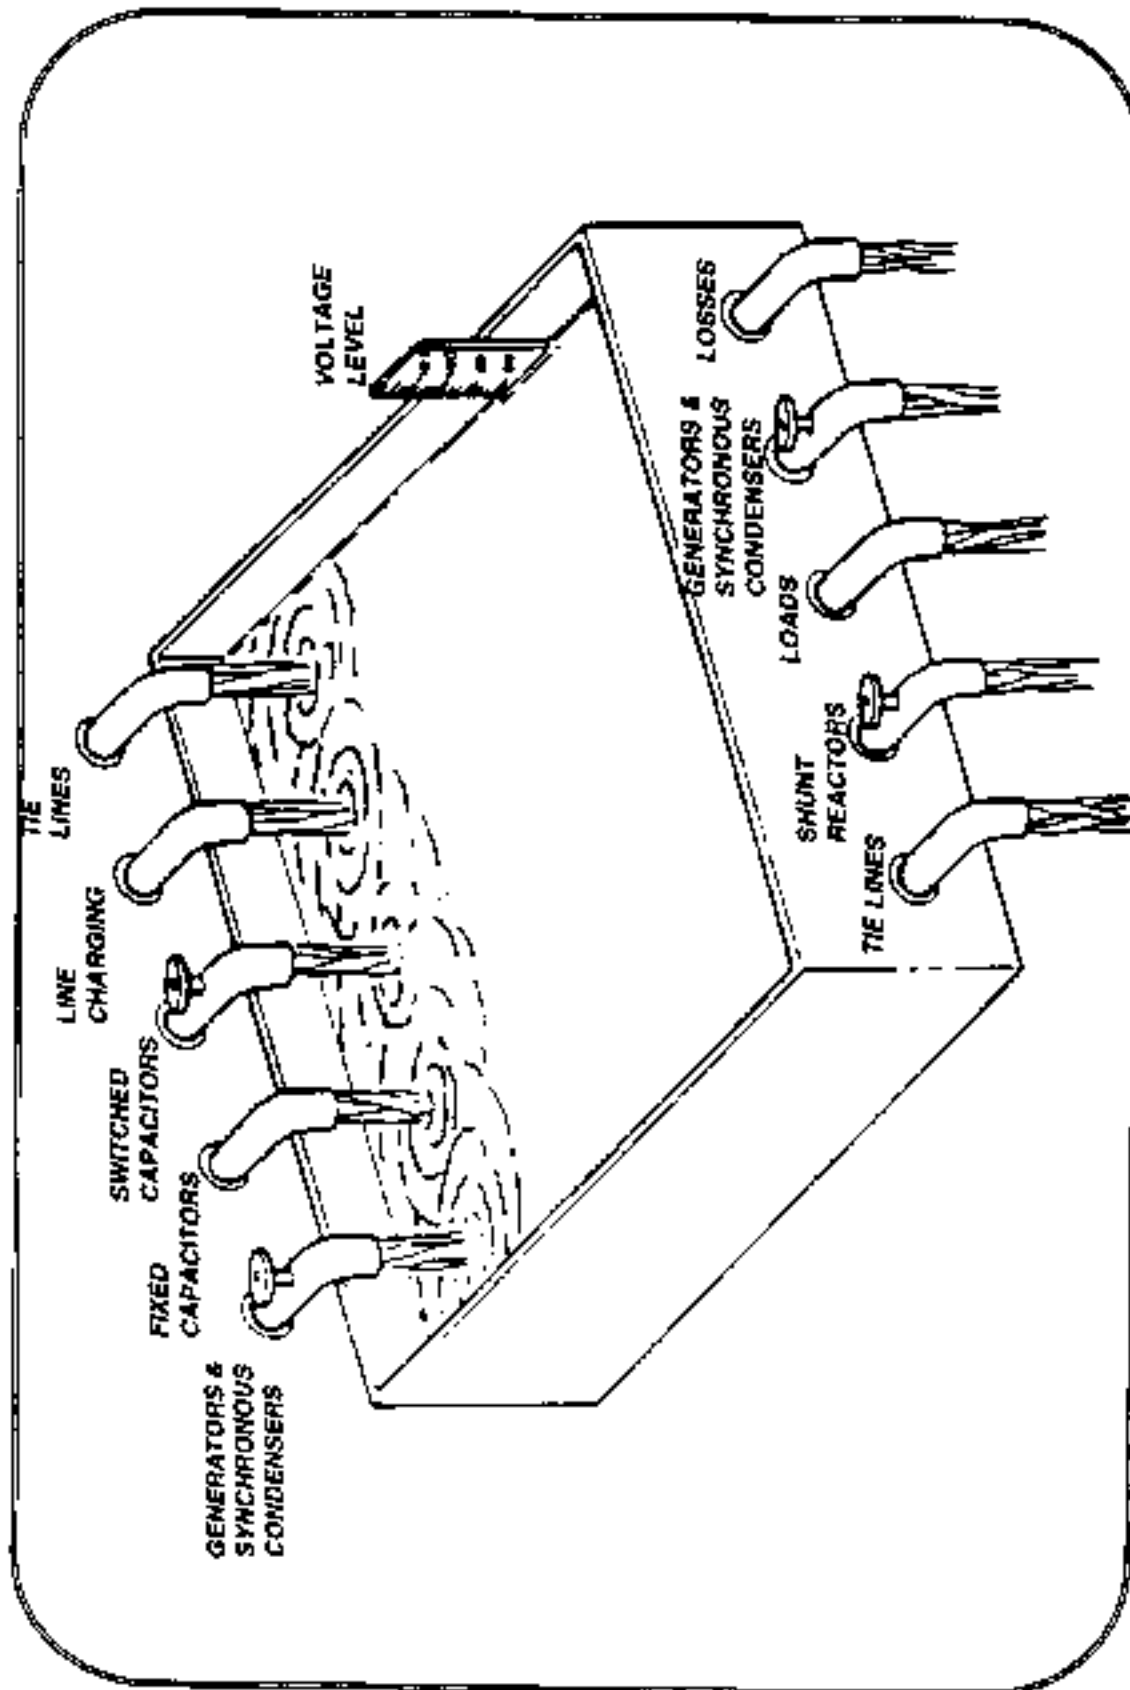 GENERATORS &
SYNCHRONOUS
CONDENSERS
FIXED
CAPACITORS
SWITCHED
CAPACITORS
LINE
CHARGING
TIE
LINES
VOLTAGE
LEVEL
TIE LINES
SHUNT
REACTORS
LOADS
GENERATORS &
SYNCHRONOUS
CONDENSERS
LOSSES